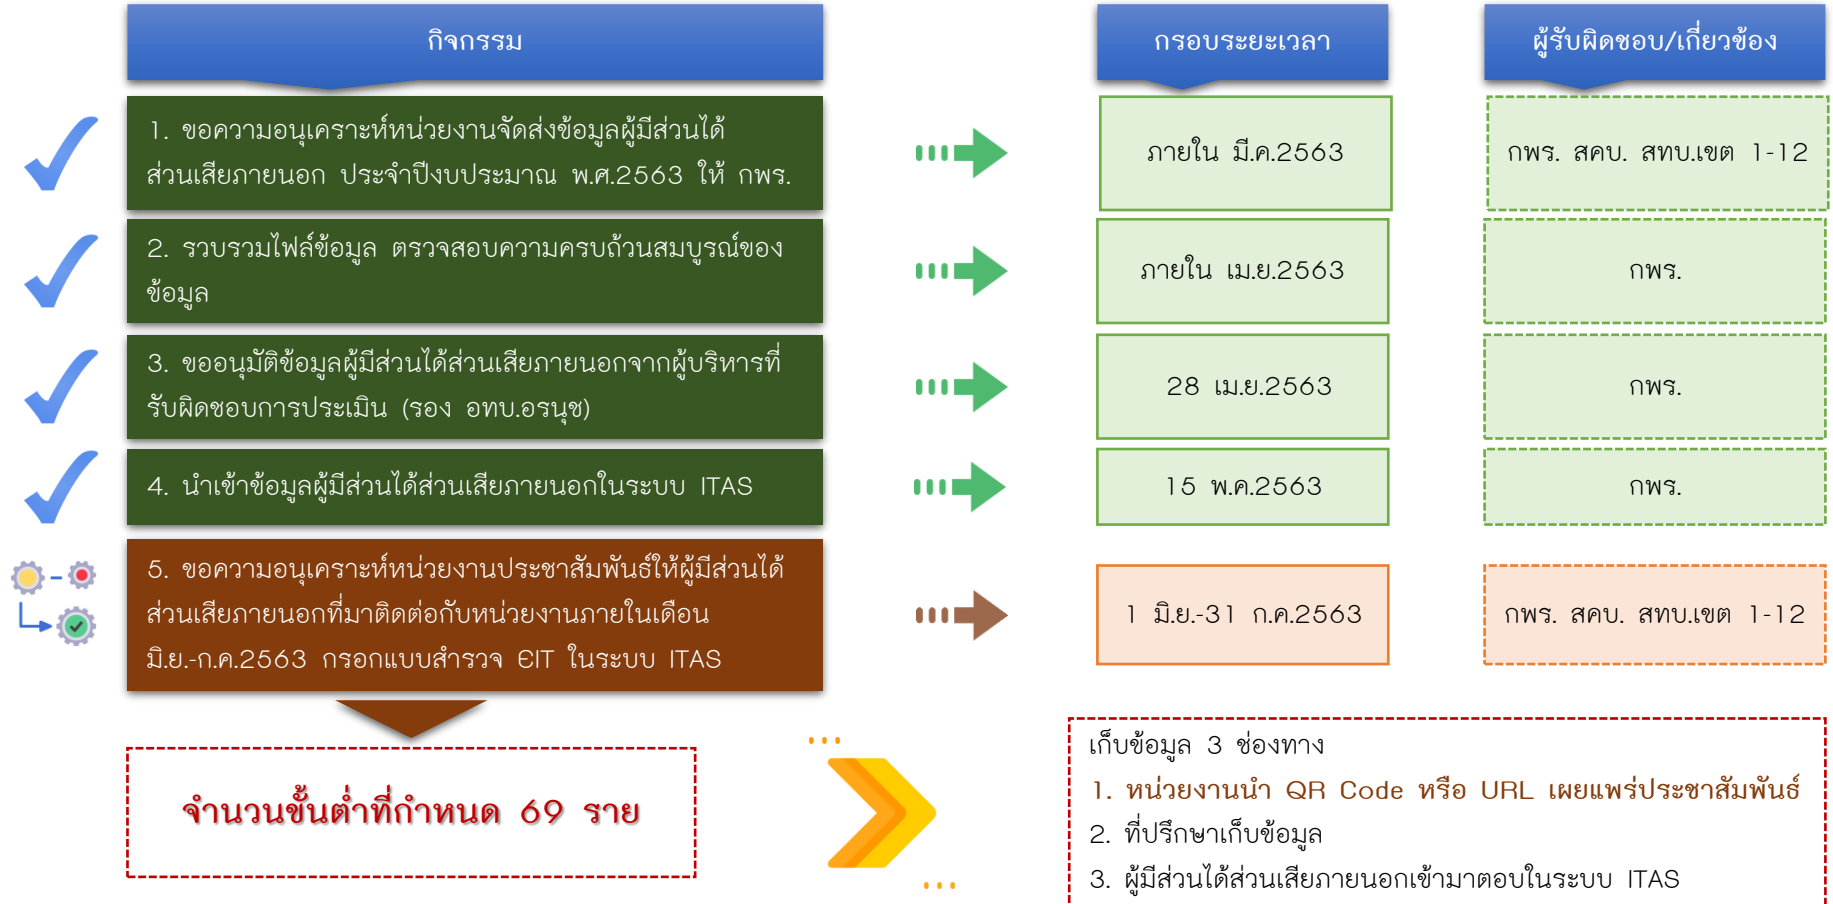 กิจกรรม
กรอบระยะเวลา
ผู้รับผิดชอบ/เกี่ยวข้อง
1. ขอความอนุเคราะห์หน่วยงานจัดส่งข้อมูลผู้มีส่วนได้
ส่วนเสียภายนอก ประจำปีงบประมาณ พ.ศ.2563 ให้ กพร.
ภายใน มี.ค.2563
กพร. สคบ. สทบ.เขต 1-12
2. รวบรวมไฟล์ข้อมูล ตรวจสอบความครบถ้วนสมบูรณ์ของ
ข้อมูล
ภายใน เม.ย.2563
กพร.
3. ขออนุมัติข้อมูลผู้มีส่วนได้ส่วนเสียภายนอกจากผู้บริหารที่
รับผิดชอบการประเมิน (รอง อทบ.อรนุช)
28 เม.ย.2563
กพร.
4. นำเข้าข้อมูลผู้มีส่วนได้ส่วนเสียภายนอกในระบบ ITAS
15 พ.ค.2563
กพร.
5. ขอความอนุเคราะห์หน่วยงานประชาสัมพันธ์ให้ผู้มีส่วนได้
ส่วนเสียภายนอกที่มาติดต่อกับหน่วยงานภายในเดือน
มิ.ย.-ก.ค.2563 กรอกแบบสำรวจ EIT ในระบบ ITAS
1 มิ.ย.-31 ก.ค.2563
กพร. สคบ. สทบ.เขต 1-12
จำนวนขั้นต่ำที่กำหนด 69 ราย
เก็บข้อมูล 3 ช่องทาง
1. หน่วยงานนำ QR Code หรือ URL เผยแพร่ประชาสัมพันธ์
2. ที่ปรึกษาเก็บข้อมูล
3. ผู้มีส่วนได้ส่วนเสียภายนอกเข้ามาตอบในระบบ ITAS